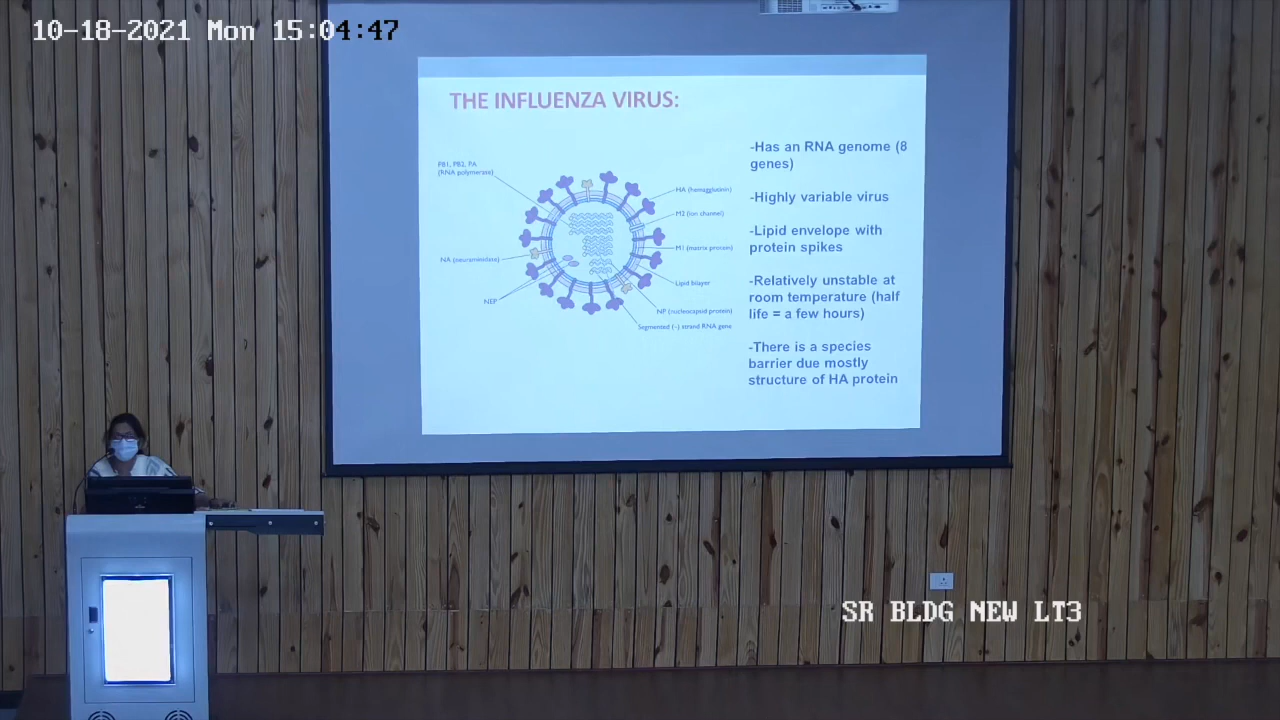 10-18-2021 Mon 15:04:47
THE INFLUENZA VIRUS:
PB1, PB2, PA
(RNA polymerase)
HA (hemagglutinin)
M2 (ion channel)
M1 (matrix protein)
NA (neuraminidase)
Lipid bilayer
NEP
NP (nucleocapsid protein)
Segmented (-) strand RNA gene
-Has an RNA genome (8
genes)
-Highly variable virus
-Lipid envelope with
protein spikes
-Relatively unstable at
room temperature (half
life = a few hours)
-There is a species
barrier due mostly
structure of HA protein
SR BLDG NEW LT3